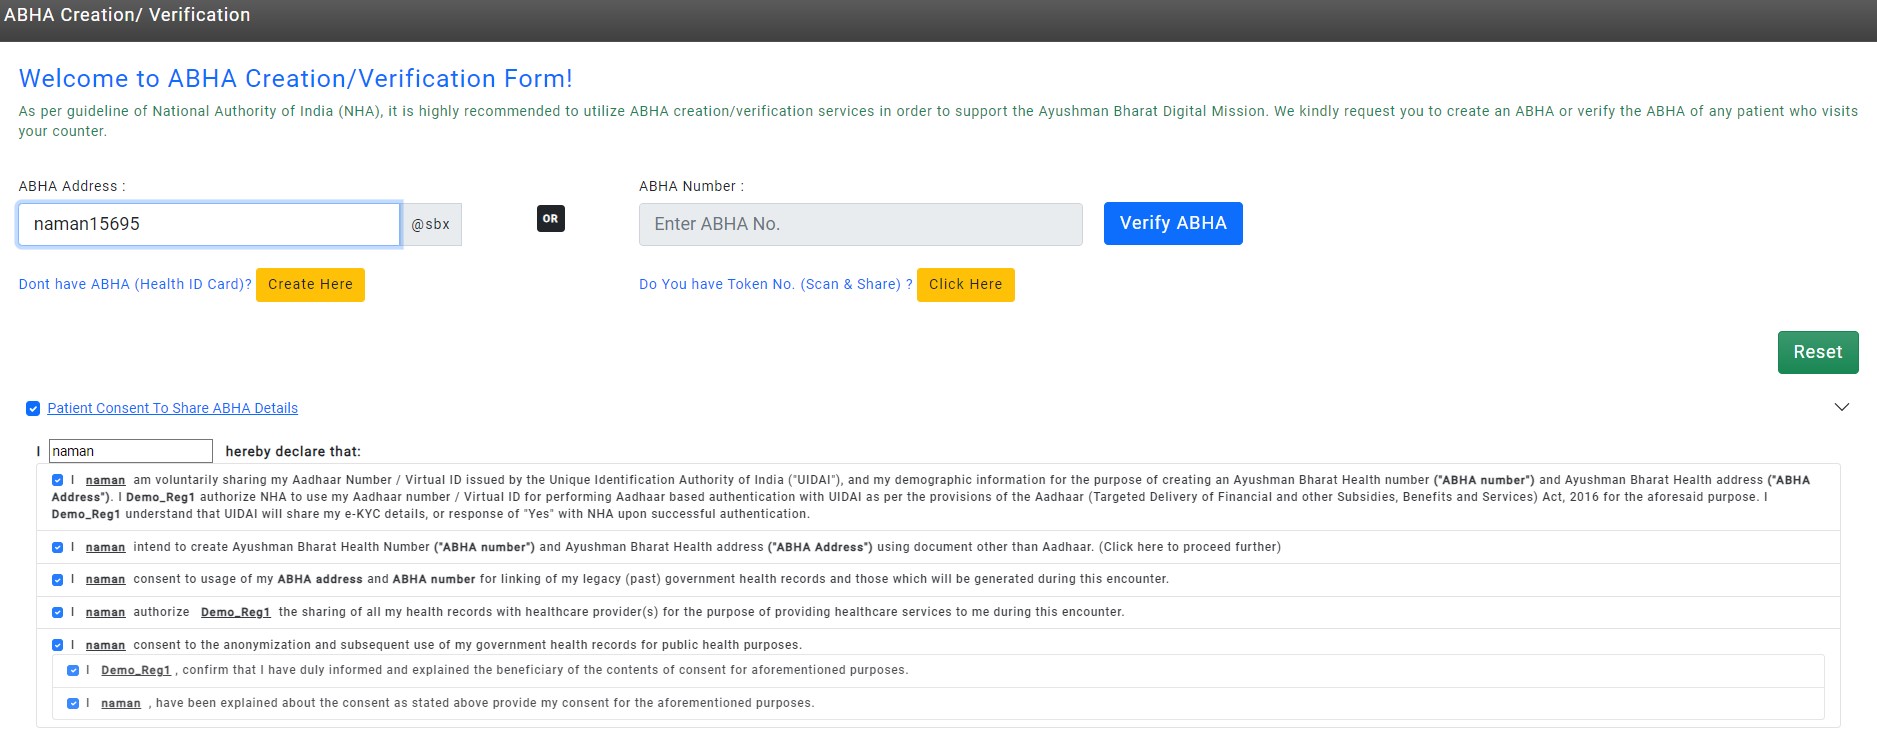 ABHA Creation/ Verification
Welcome to ABHA Creation/Verification Form!
As per guideline of National Authority of India (NHA), it is highly recommended to utilize ABHA creation/verification services in order to support the Ayushman Bharat Digital Mission. We kindly request you to create an ABHA or verify the ABHA of any patient who visits
your counter.
ABHA Address :
naman15695 @sbx
OR
ABHA Number :
Enter ABHA No.
Verify ABHA
Dont have ABHA (Health ID Card)? Create Here
Do You have Token No. (Scan & Share) ? Click Here
Reset
Patient Consent To Share ABHA Details
I naman hereby declare that:
I naman am voluntarily sharing my Aadhaar Number / Virtual ID issued by the Unique Identification Authority of India ("UIDAI"), and my demographic information for the purpose of creating an Ayushman Bharat Health number ("ABHA number") and Ayushman Bharat Health address ("ABHA
Address"). I Demo_Reg1 authorize NHA to use my Aadhaar number / Virtual ID for performing Aadhaar based authentication with UIDAI as per the provisions of the Aadhaar (Targeted Delivery of Financial and other Subsidies, Benefits and Services) Act, 2016 for the aforesaid purpose. I
Demo_Reg1 understand that UIDAI will share my e-KYC details, or response of "Yes" with NHA upon successful authentication.
I naman intend to create Ayushman Bharat Health Number ("ABHA number") and Ayushman Bharat Health address ("ABHA Address") using document other than Aadhaar. (Click here to proceed further)
I naman consent to usage of my ABHA address and ABHA number for linking of my legacy (past) government health records and those which will be generated during this encounter.
I naman authorize Demo_Reg1 the sharing of all my health records with healthcare provider(s) for the purpose of providing healthcare services to me during this encounter.
I naman consent to the anonymization and subsequent use of my government health records for public health purposes.
I Demo_Reg1 , confirm that I have duly informed and explained the beneficiary of the contents of consent for aforementioned purposes.
I naman , have been explained about the consent as stated above provide my consent for the aforementioned purposes.